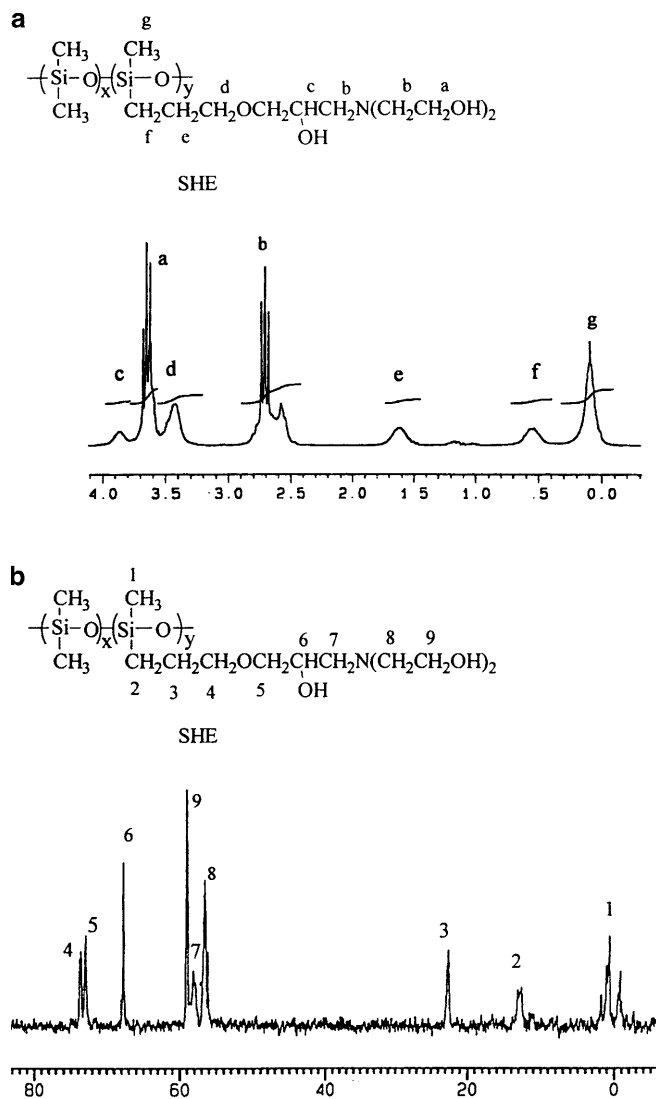 a
g
CH3 CH3
—(Si—O)x(Si—O)y—
d c b b a
CH3 CH2CH2CH2OCH2CHCH2N(CH2CH2OH)2
f e OH
SHE
a b
g
c d e f
4.0 3.5 3.0 2.5 2.0 1.5 1.0 .5 0.0
b
1
CH3 CH3
—(Si—O)x(Si—O)y—
6 7 8 9
CH3 CH2CH2CH2OCH2CHCH2N(CH2CH2OH)2
2 3 4 5 OH
SHE
9
6
8
4 5 7 3 2 1
80 60 40 20 0